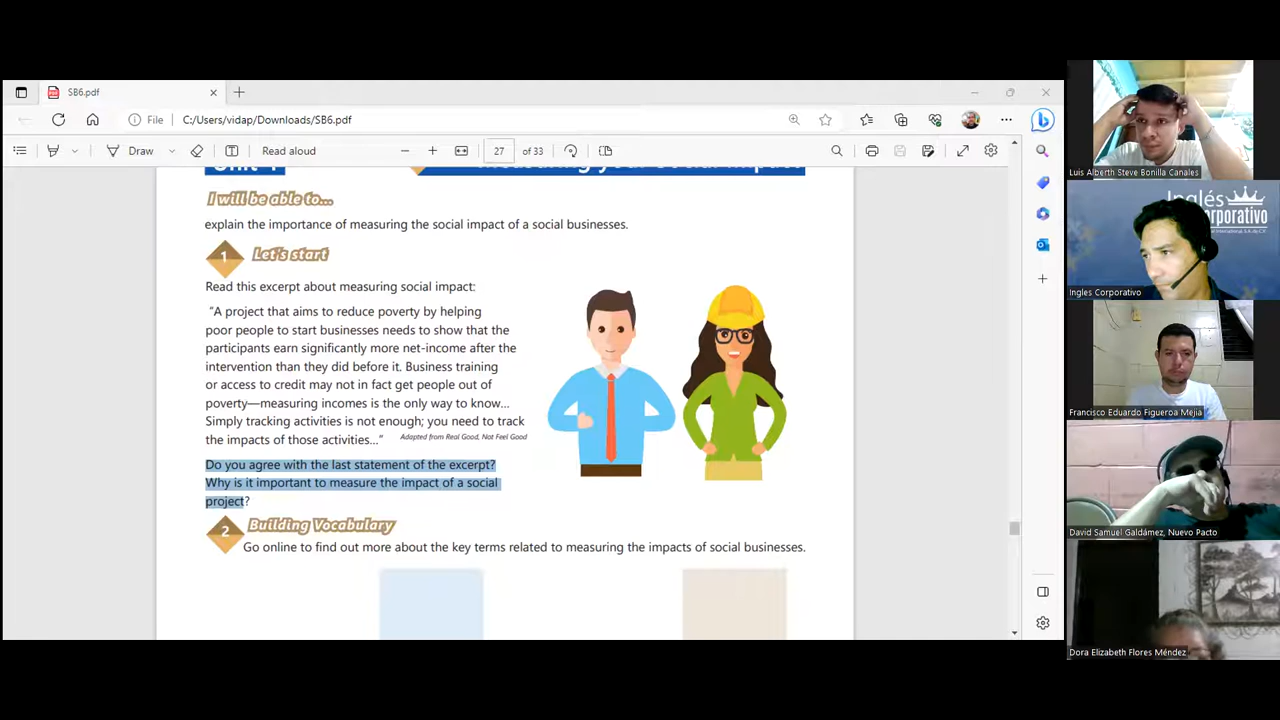 SB6.pdf
File
C:/Users/vidap/Downloads/SB6.pdf
Draw
Read aloud
27
of 33
I will be able to...
explain the importance of measuring the social impact of a social businesses.
1
Let's start
Read this excerpt about measuring social impact:
"A project that aims to reduce poverty by helping
poor people to start businesses needs to show that the
participants earn significantly more net-income after the
intervention than they did before it. Business training
or access to credit may not in fact get people out of
poverty—measuring incomes is the only way to know...
Simply tracking activities is not enough; you need to track
the impacts of those activities..."
Adapted from Real Good, Not Feel Good
Do you agree with the last statement of the excerpt?
Why is it important to measure the impact of a social
project?
2
Building Vocabulary
Go online to find out more about the key terms related to measuring the impacts of social businesses.
Luis Alberth Steve Bonilla Canales
Inglés
Corporativo
Ingles Corporativo
Francisco Eduardo Figueroa Mejia
David Samuel Galdámez, Nuevo Pacto
Dora Elizabeth Flores Méndez